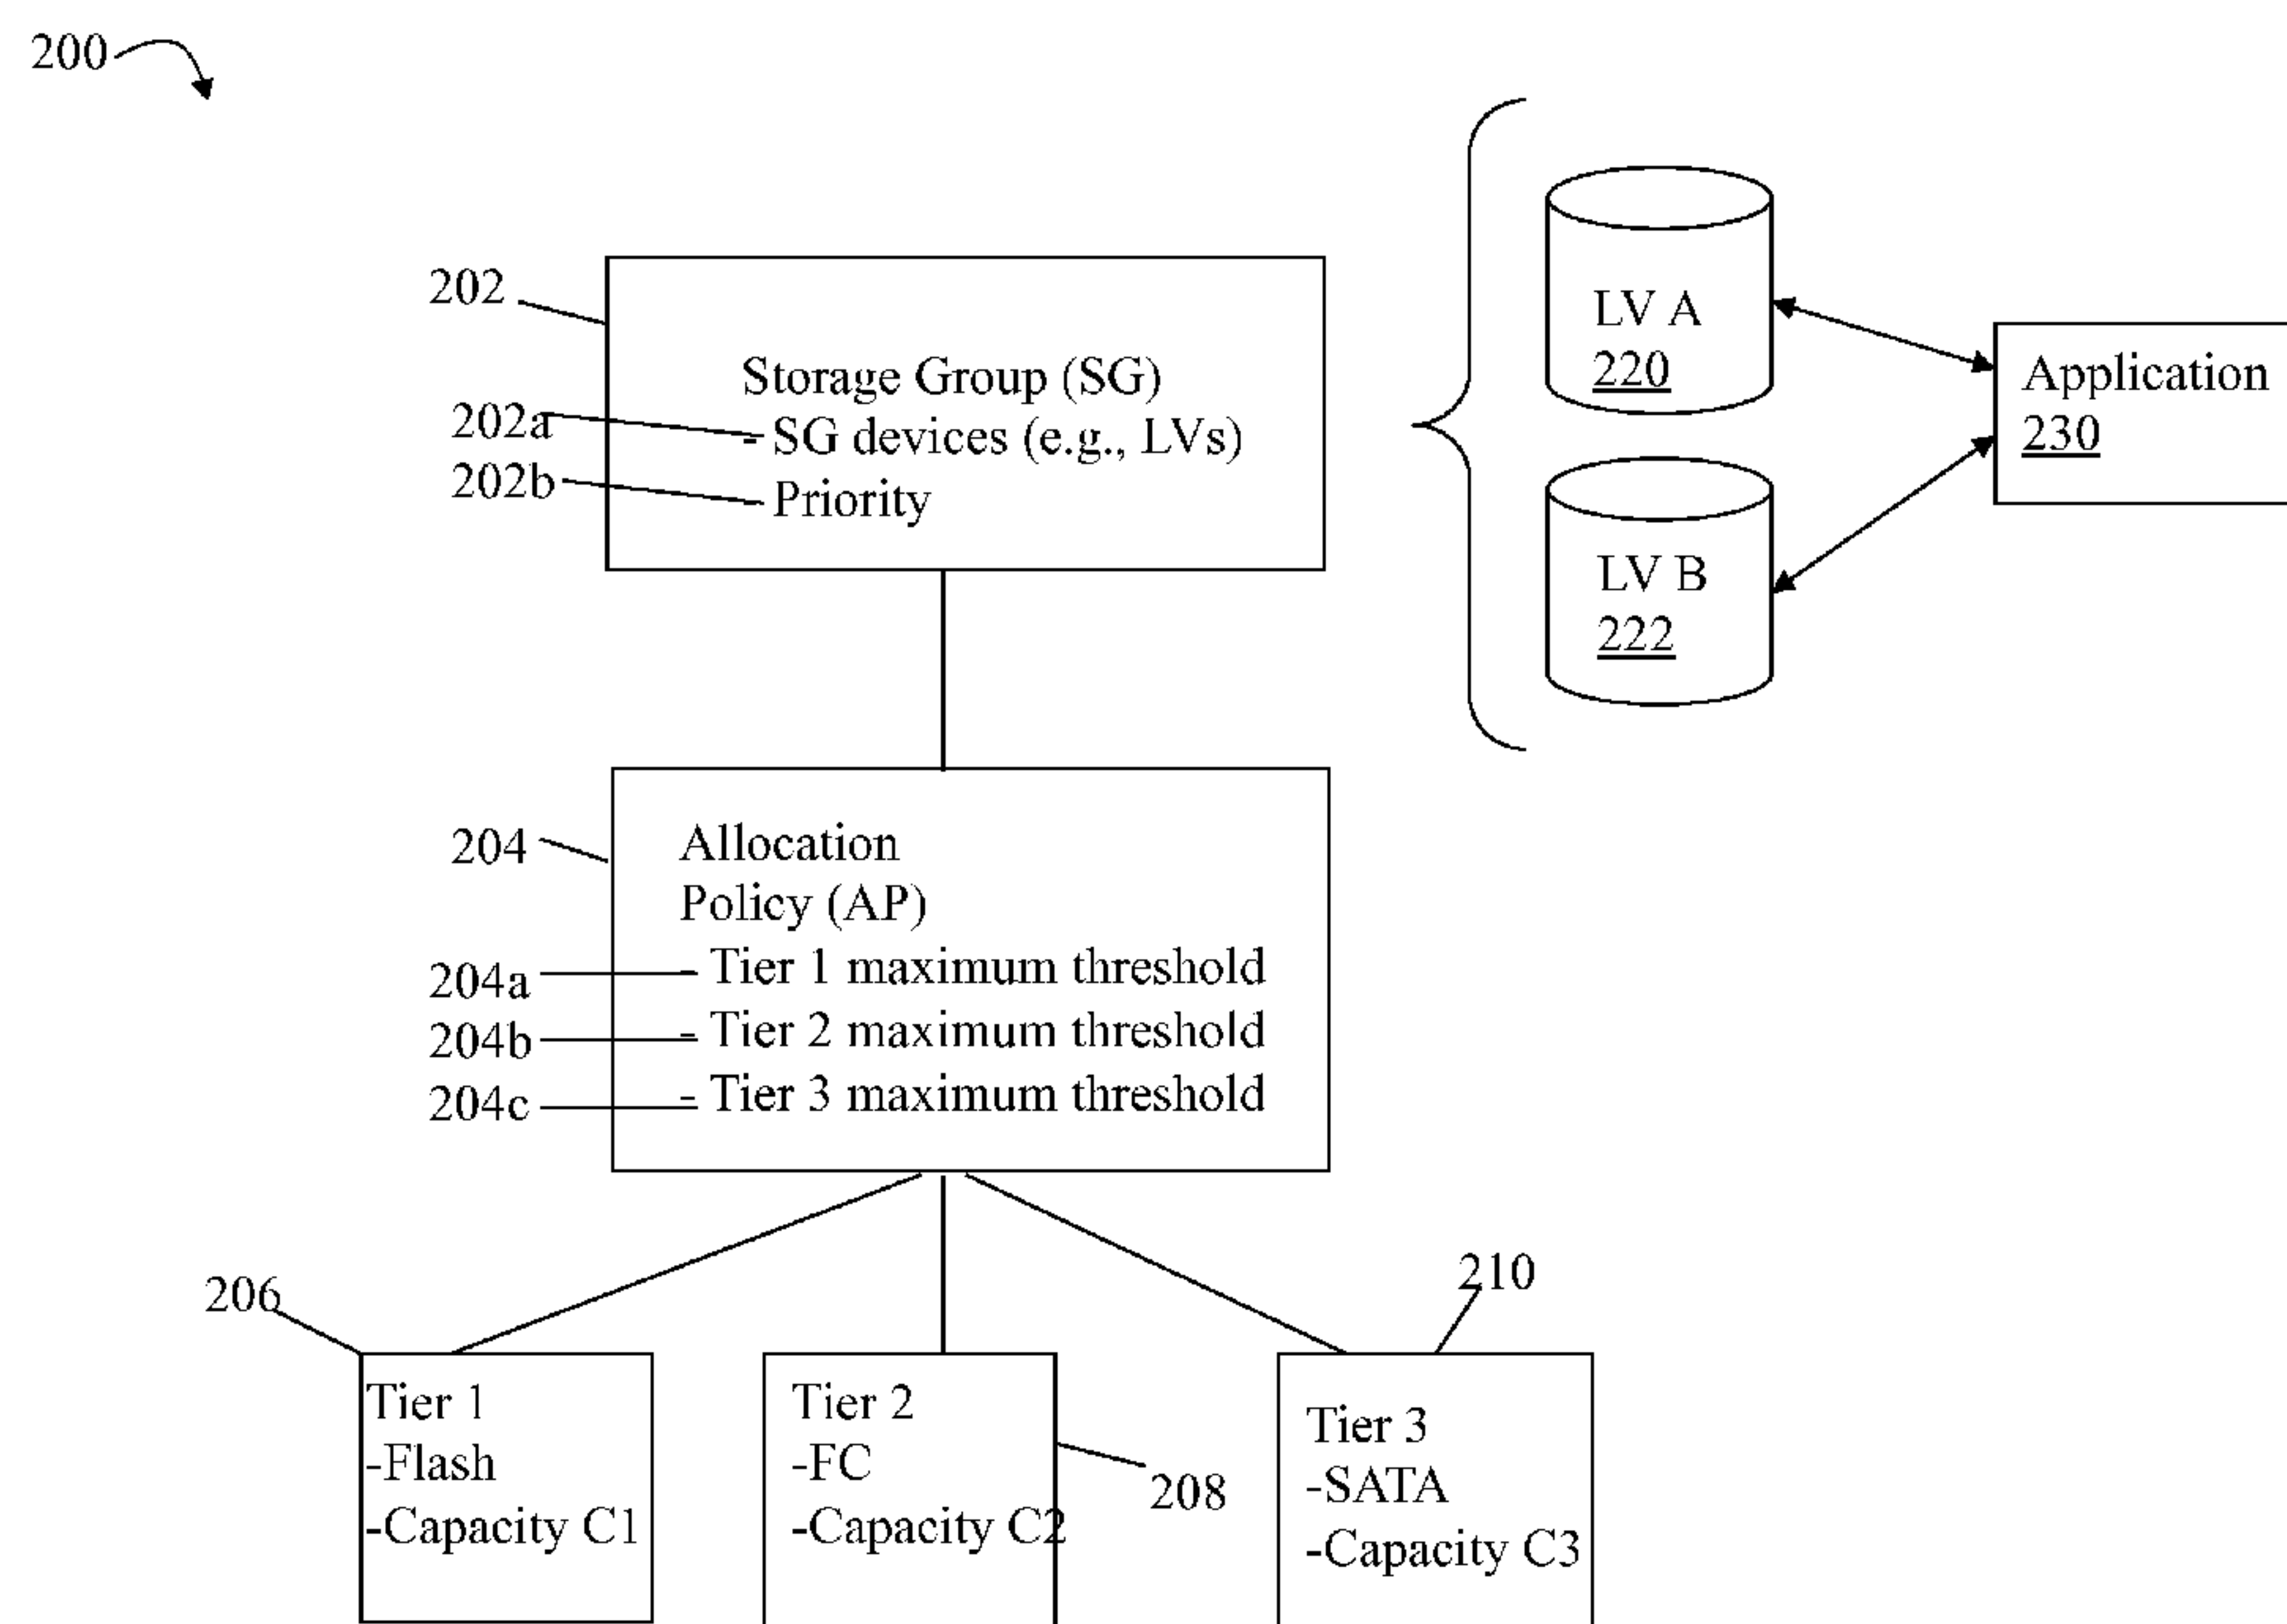 200
202
Storage Group (SG)
202a
- SG devices (e.g., LVs)
202b
- Priority
LV A
220
LV B
222
Application
230
204
Allocation
Policy (AP)
204a
- Tier 1 maximum threshold
204b
- Tier 2 maximum threshold
204c
- Tier 3 maximum threshold
206
Tier 1
-Flash
-Capacity C1
Tier 2
-FC
-Capacity C2
208
210
Tier 3
-SATA
-Capacity C3